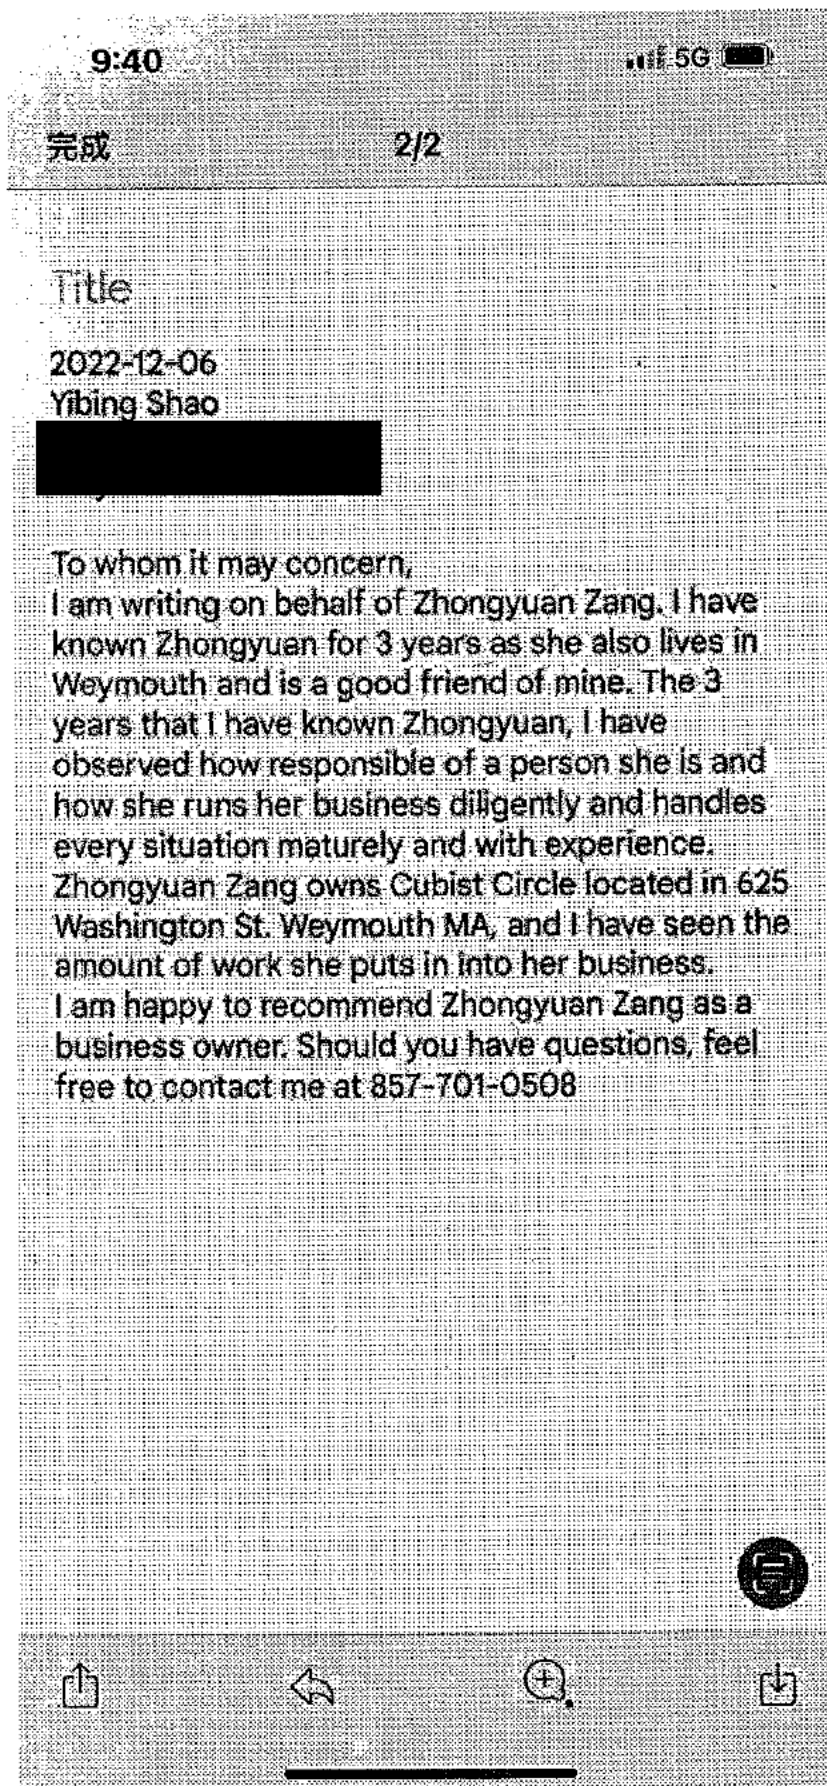 9:40 5G
完成 2/2
Title
2022-12-06
Yibing Shao
To whom it may concern,
I am writing on behalf of Zhongyuan Zang. I have
known Zhongyuan for 3 years as she also lives in
Weymouth and is a good friend of mine. The 3
years that I have known Zhongyuan, I have
observed how responsible of a person she is and
how she runs her business diligently and handles
every situation maturely and with experience.
Zhongyuan Zang owns Cubist Circle located in 625
Washington St. Weymouth MA, and I have seen the
amount of work she puts in into her business.
I am happy to recommend Zhongyuan Zang as a
business owner. Should you have questions, feel
free to contact me at 857-701-0508